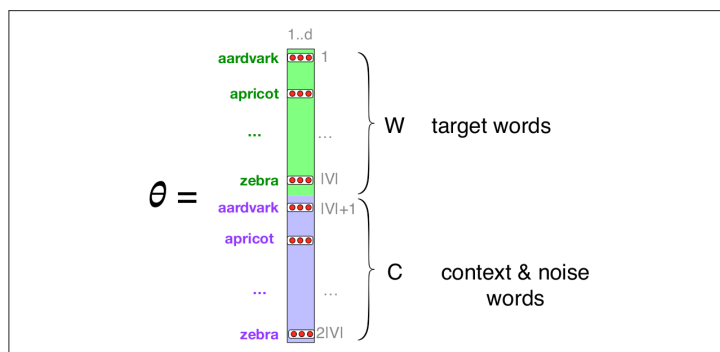 1..d
aardvark 1
apricot
... ...
zebra |V|
aardvark |V|+1
apricot
... ...
zebra 2|V|
θ =
W target words
C context & noise
words